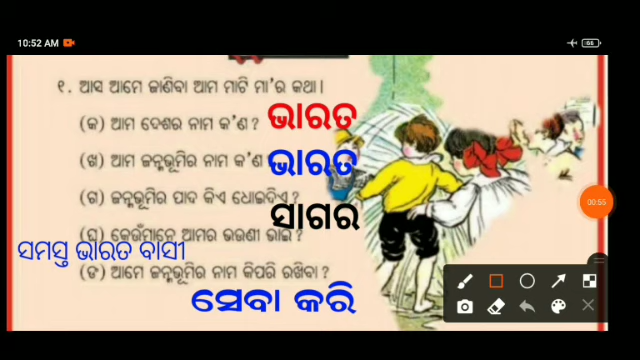 10:52 AM
66
୧. ଆସ ଆମେ ଜାଣିବା ଆମ ମାଟି ମା'ର କଥା।
(କ) ଆମ ଦେଶର ନାମ କ'ଣ ? ଭାରତ
(ଖ) ଆମ ଜନ୍ମଭୂମିର ନାମ କ'ଣ ଭାରତ
(ଗ) ଜନ୍ମଭୂମିର ପାଦ କିଏ ଧୋଇଦିଏ ?
ସାଗର
(ଘ) କେଉଁମାନେ ଆମର ଭଉଣୀ ଭାଇ ?
ସମସ୍ତ ଭାରତ ବାସୀ
(ଙ) ଆମେ ଜନ୍ମଭୂମିର ନାମ କିପରି ରଖିବା ?
ସେବା କରି
00:55